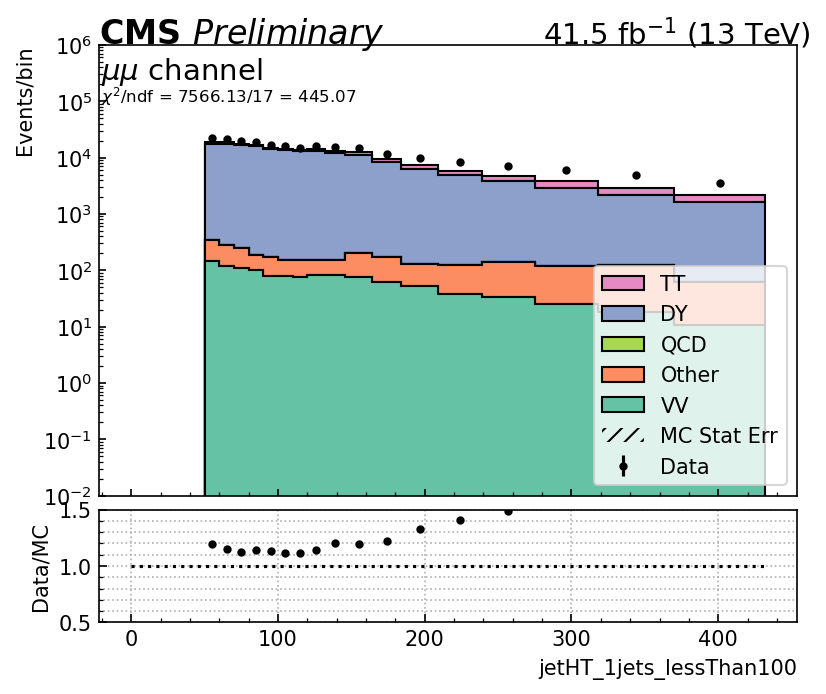 CMS Preliminary 41.5 fb⁻¹ (13 TeV)
μμ channel
χ²/ndf = 7566.13/17 = 445.07
Events/bin
10⁶
10⁵
10⁴
10³
10²
10¹
10⁰
10⁻¹
10⁻²
TT
DY
QCD
Other
VV
MC Stat Err
Data
Data/MC
1.5
1.0
0.5
0 100 200 300 400
jetHT_1jets_lessThan100